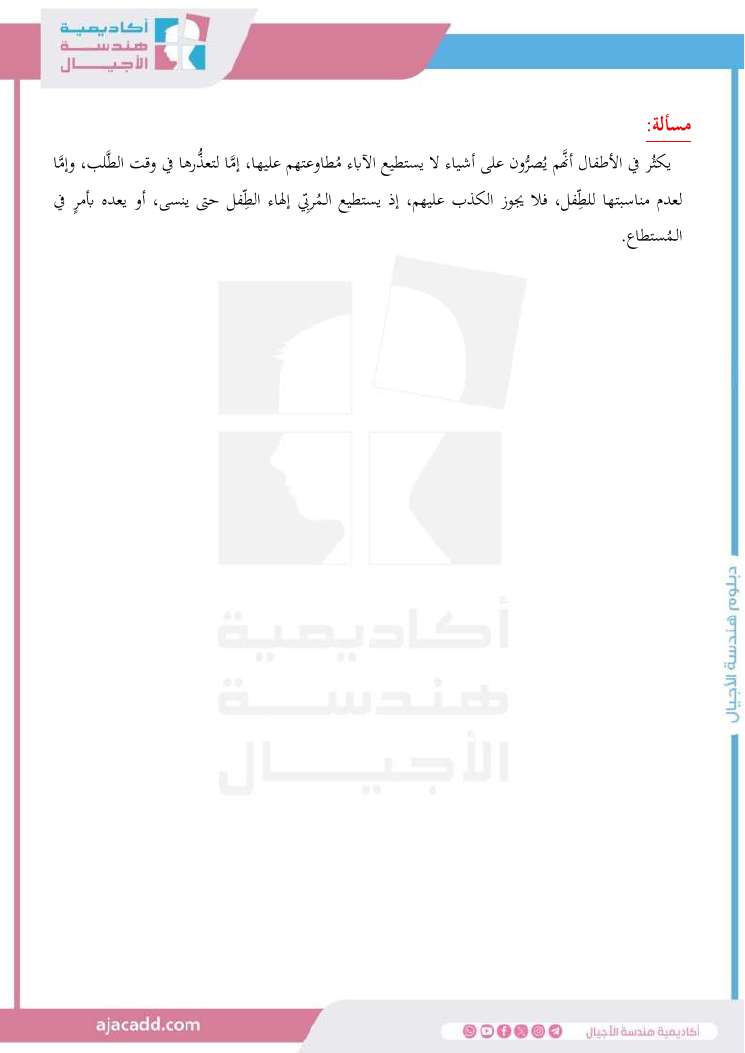 أكاديمية
هندسة
الأجيال
مسألة:
يكثُر في الأطفال أنَّهم يُصرُّون على أشياء لا يستطيع الآباء مُطاوعتهم عليها، إمَّا لتعذُّرها في وقت الطَّلب، وإمَّا
لعدم مناسبتها للطِّفل، فلا يجوز الكذب عليهم، إذ يستطيع المُربِّي إلهاء الطِّفل حتى ينسى، أو يعده بأمرٍ في
المُستطاع.
أكاديمية
هندسة
الأجيال
دبلوم هندسة الأجيال
أكاديمية هندسة الأجيال
ajacadd.com